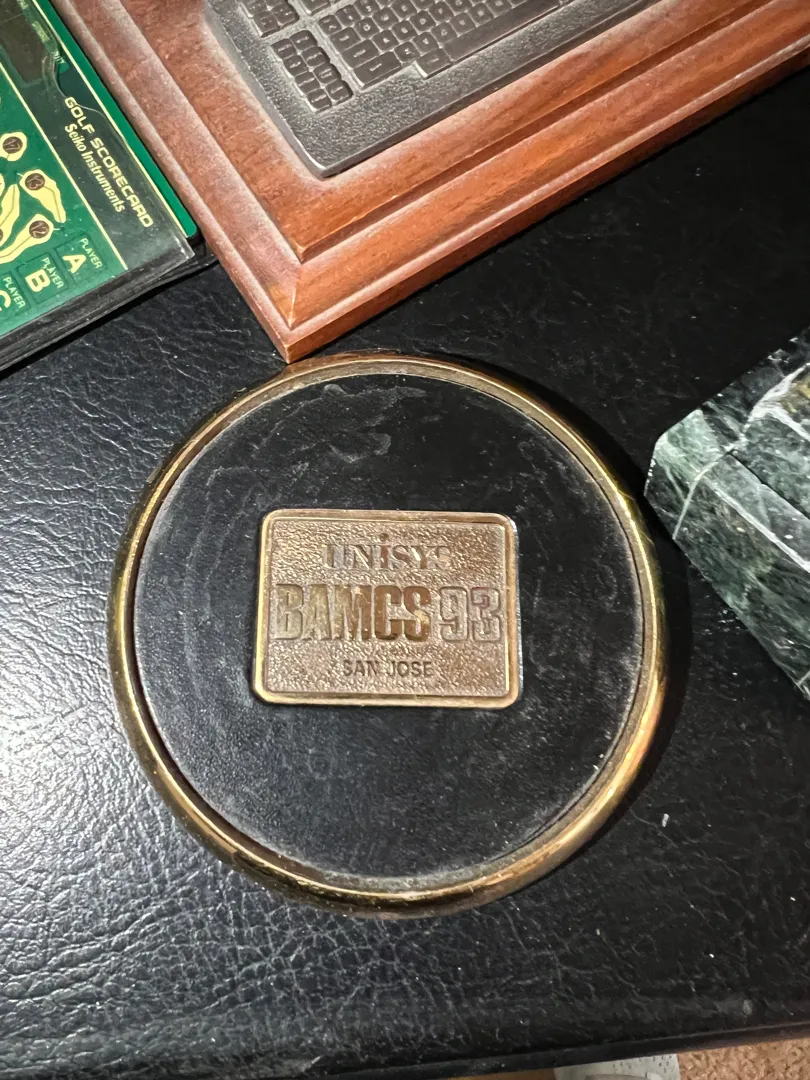 GOLF SCORECARD
Seiko Instruments
PLAYER
A
PLAYER
B
PLAYER
C
UNISYS
BAMCS 93
SAN JOSE